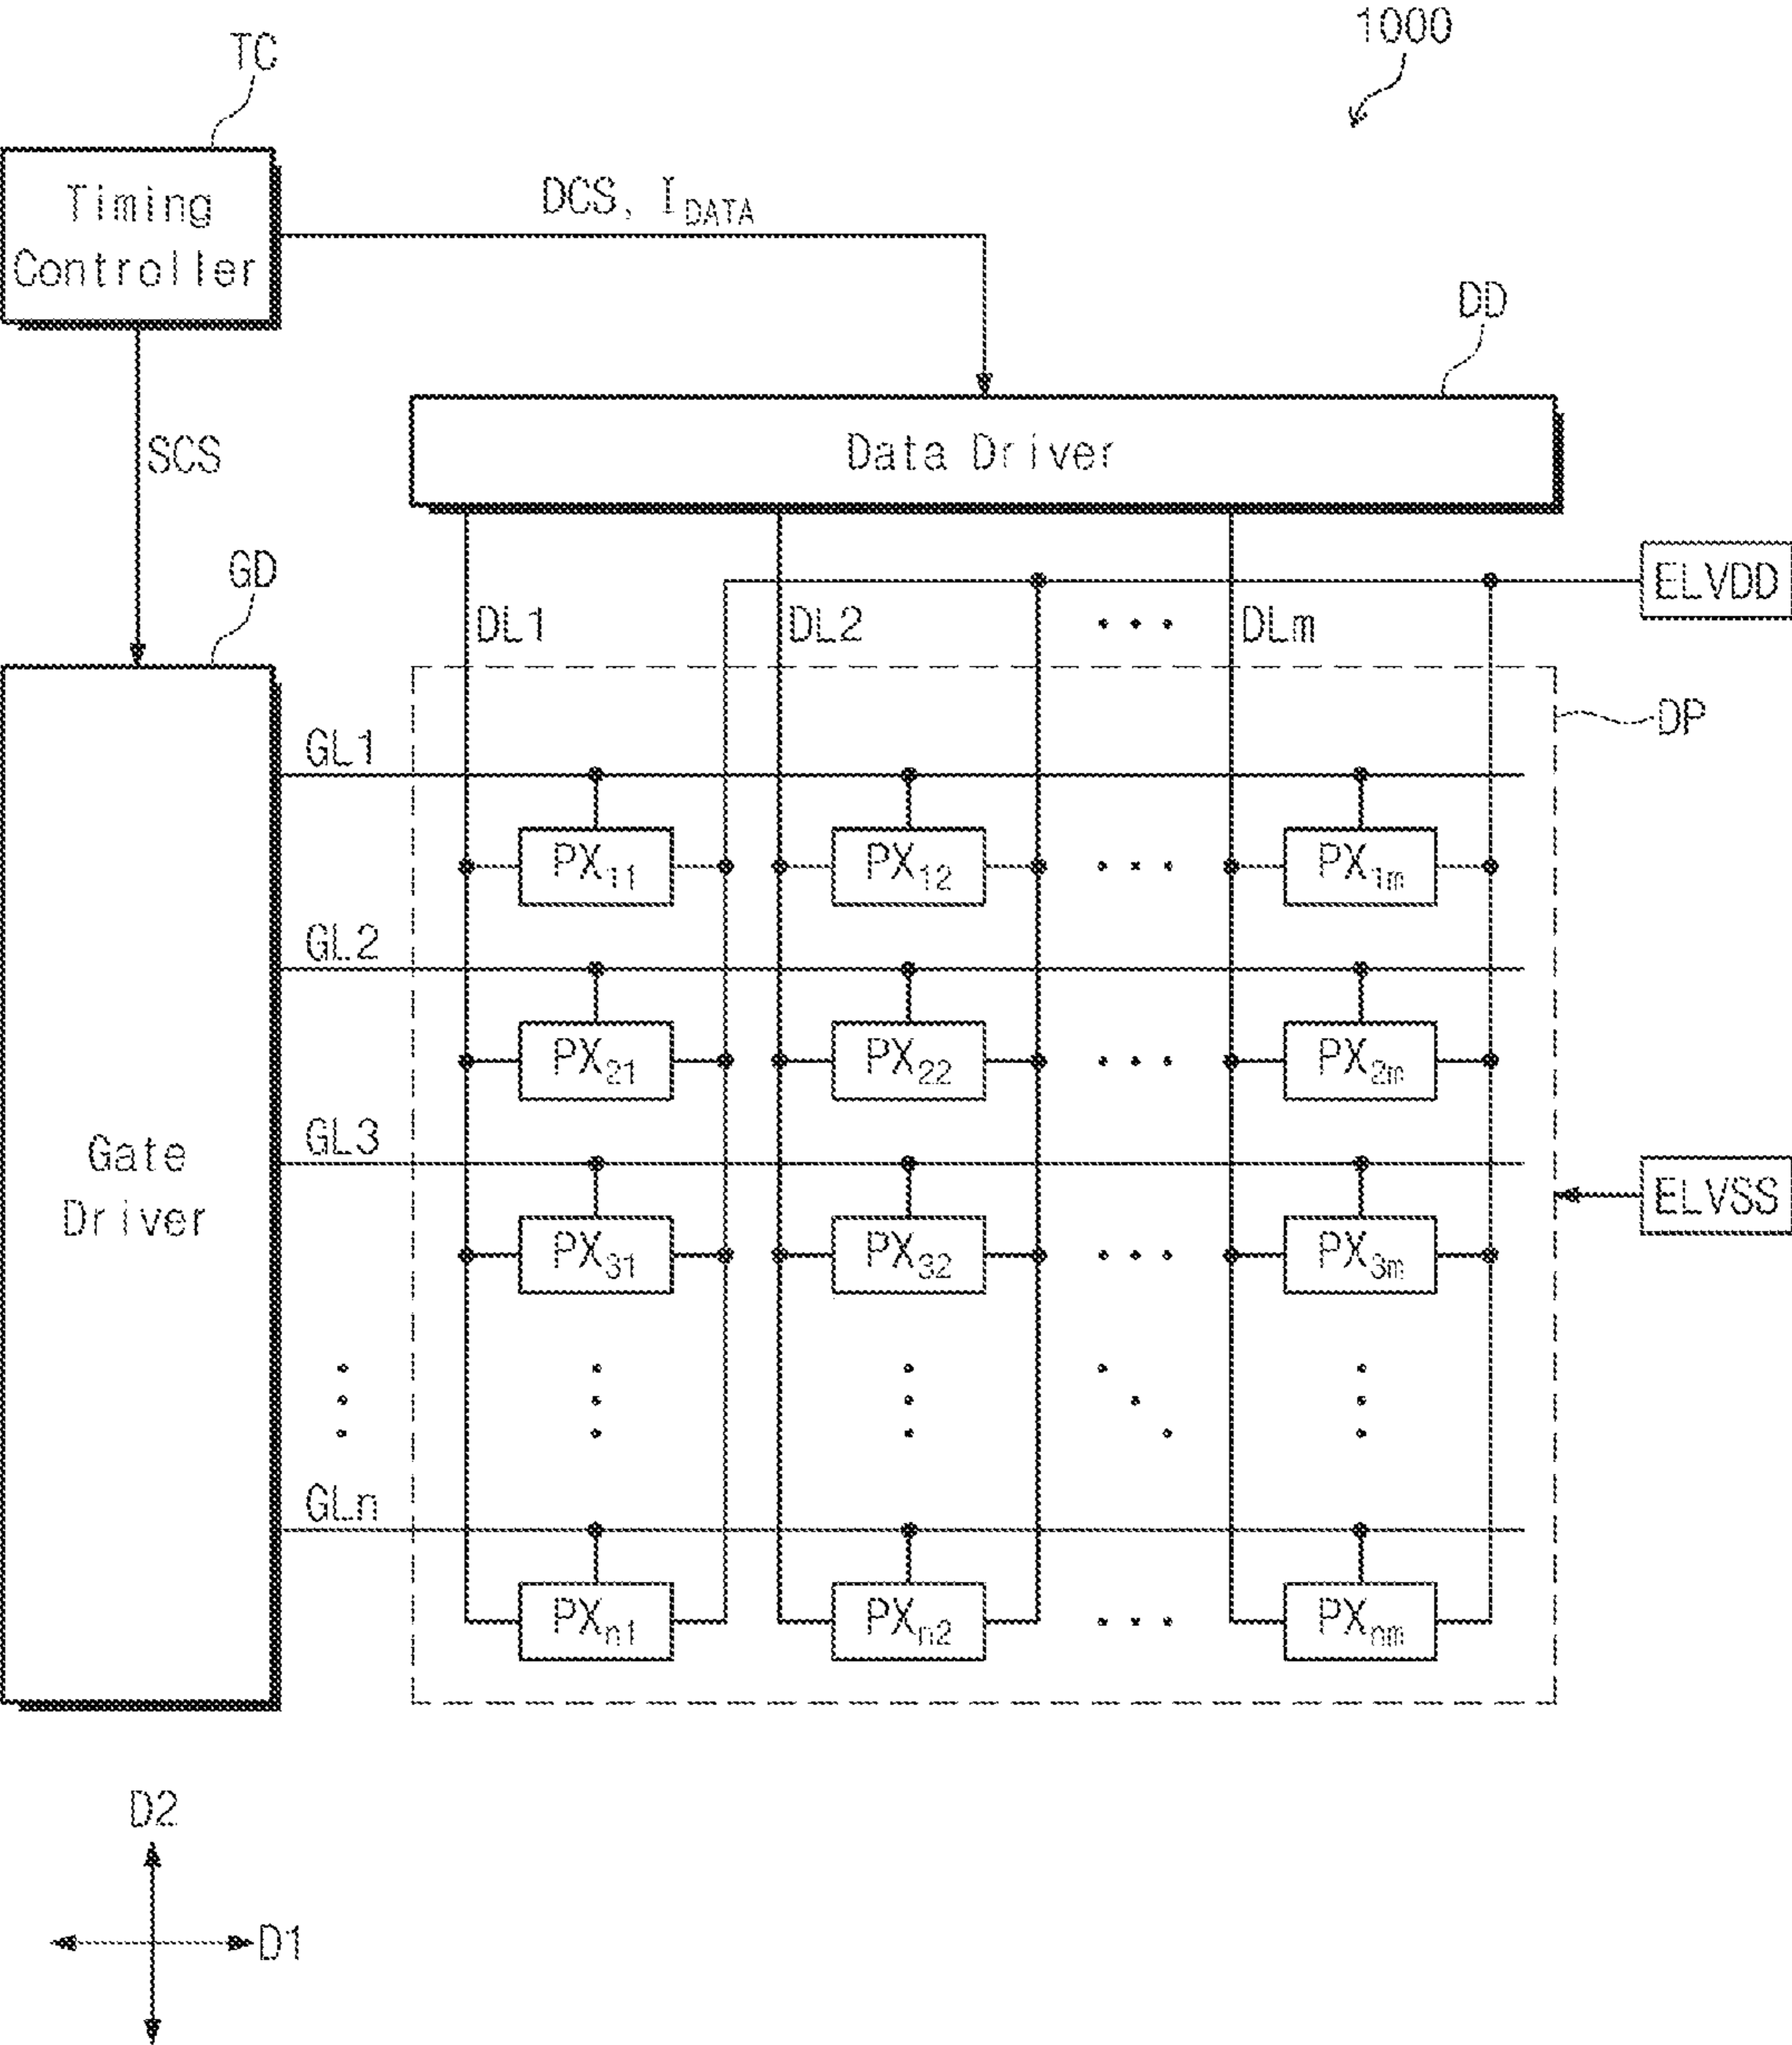 1000
TC
Timing
Controller
DCS, I_DATA
DD
Data Driver
SCS
GD
ELVDD
DL1 DL2 ... DLm
DP
GL1
PX11 PX12 ... PX1m
GL2
PX21 PX22 ... PX2m
GL3
Gate
Driver
ELVSS
PX31 PX32 ... PX3m
GLn
PXn1 PXn2 ... PXnm
D2
D1